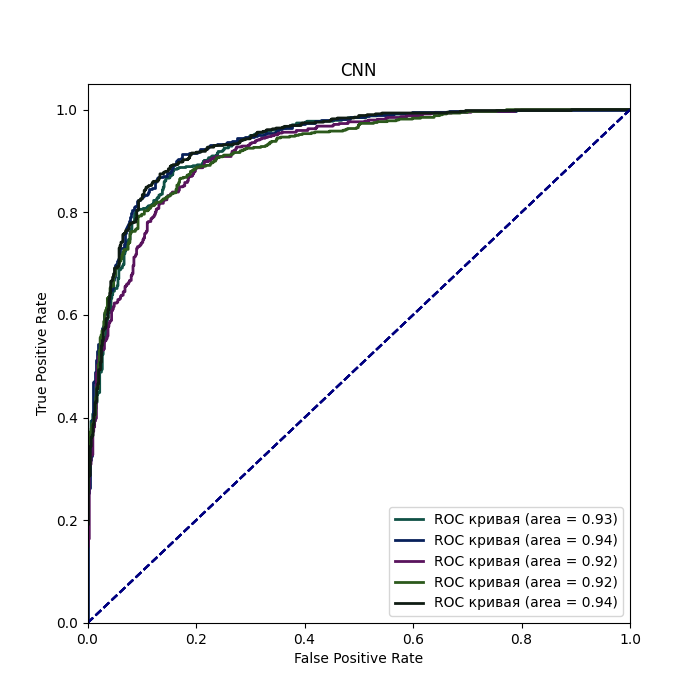 CNN
True Positive Rate
1.0
0.8
0.6
0.4
0.2
0.0
ROC кривая (area = 0.93)
ROC кривая (area = 0.94)
ROC кривая (area = 0.92)
ROC кривая (area = 0.92)
ROC кривая (area = 0.94)
0.0 0.2 0.4 0.6 0.8 1.0
False Positive Rate